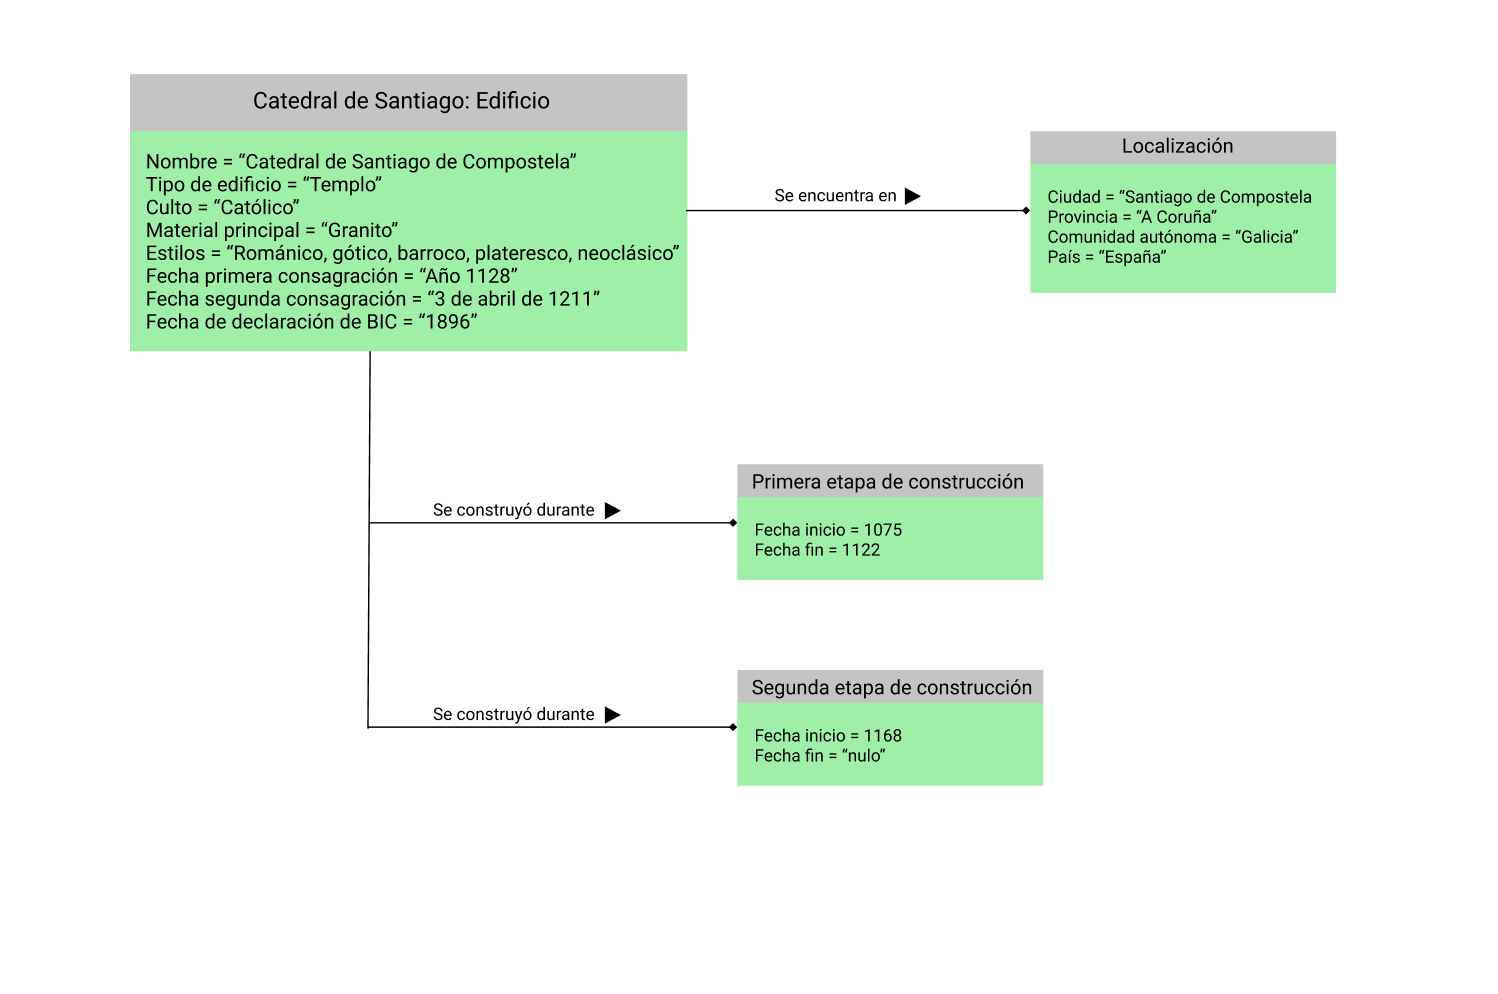 Catedral de Santiago: Edificio
Nombre = “Catedral de Santiago de Compostela”
Tipo de edificio = “Templo”
Culto = “Católico”
Material principal = “Granito”
Estilos = “Románico, gótico, barroco, plateresco, neoclásico”
Fecha primera consagración = “Año 1128”
Fecha segunda consagración = “3 de abril de 1211”
Fecha de declaración de BIC = “1896”
Se encuentra en
Localización
Ciudad = “Santiago de Compostela
Provincia = “A Coruña”
Comunidad autónoma = “Galicia”
País = “España”
Se construyó durante
Primera etapa de construcción
Fecha inicio = 1075
Fecha fin = 1122
Se construyó durante
Segunda etapa de construcción
Fecha inicio = 1168
Fecha fin = “nulo”